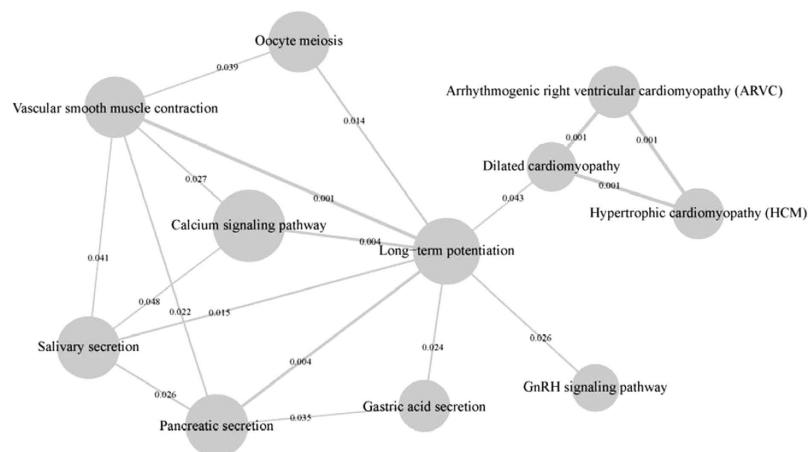 Oocyte meiosis
0.039
Arrhythmogenic right ventricular cardiomyopathy (ARVC)
Vascular smooth muscle contraction
0.014
0.001
0.001
Dilated cardiomyopathy
0.027
0.001
0.001
0.043
Hypertrophic cardiomyopathy (HCM)
Calcium signaling pathway
0.004
Long-term potentiation
0.041
0.048
0.022
0.015
0.026
Salivary secretion
0.024
0.004
GnRH signaling pathway
0.026
Gastric acid secretion
0.035
Pancreatic secretion